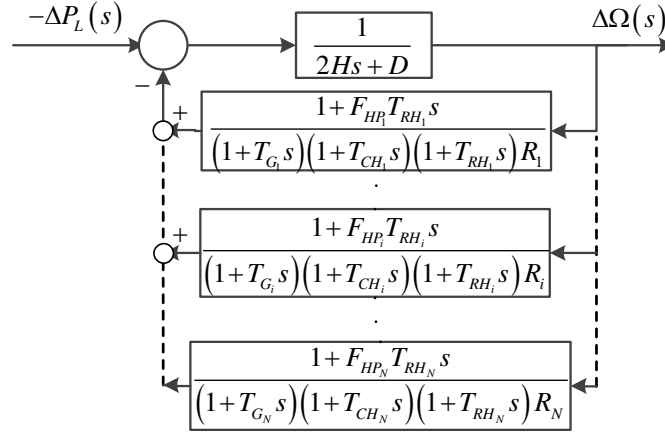 −ΔP_L(s) ΔΩ(s)
1
2Hs + D
−
+
1 + F_{HP_1} T_{RH_1} s
(1 + T_{G_1} s)(1 + T_{CH_1} s)(1 + T_{RH_1} s) R_1
.
+
1 + F_{HP_i} T_{RH_i} s
(1 + T_{G_i} s)(1 + T_{CH_i} s)(1 + T_{RH_i} s) R_i
.
.
1 + F_{HP_N} T_{RH_N} s
(1 + T_{G_N} s)(1 + T_{CH_N} s)(1 + T_{RH_N} s) R_N